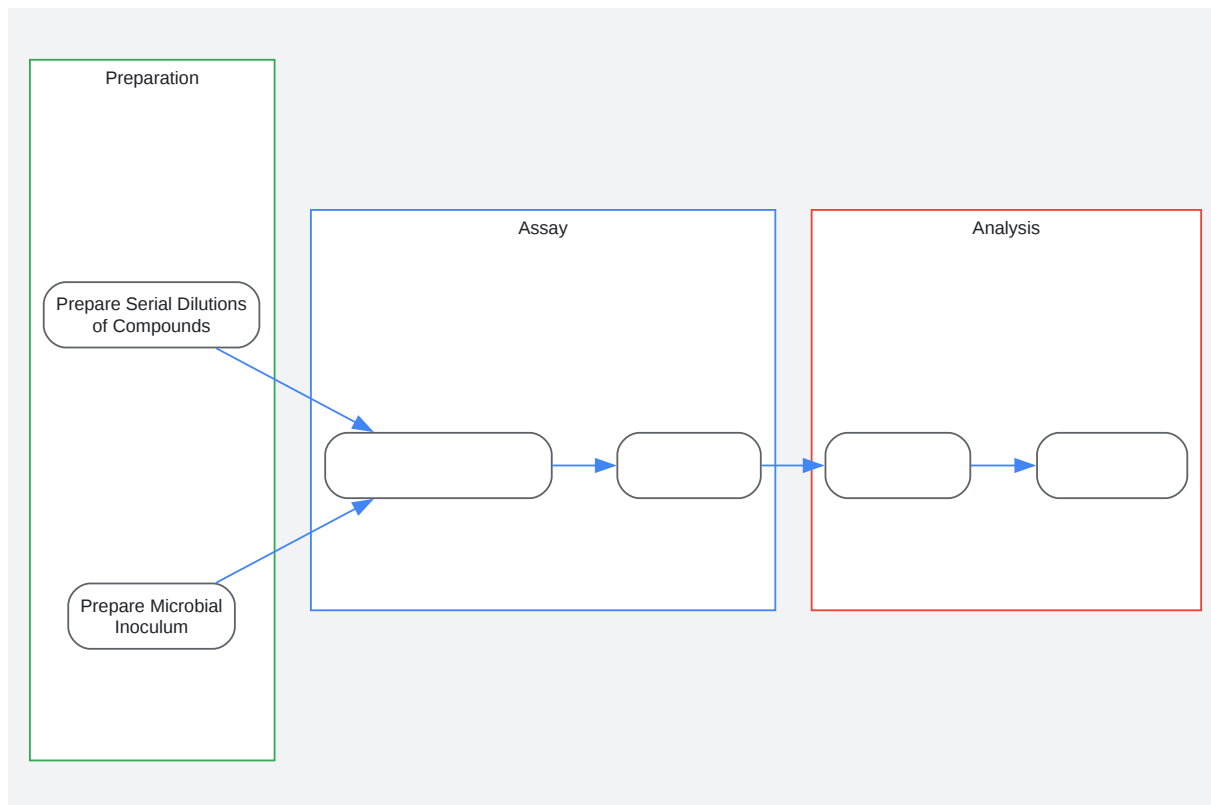 Preparation
Prepare Serial Dilutions
of Compounds
Prepare Microbial
Inoculum
Assay
Analysis